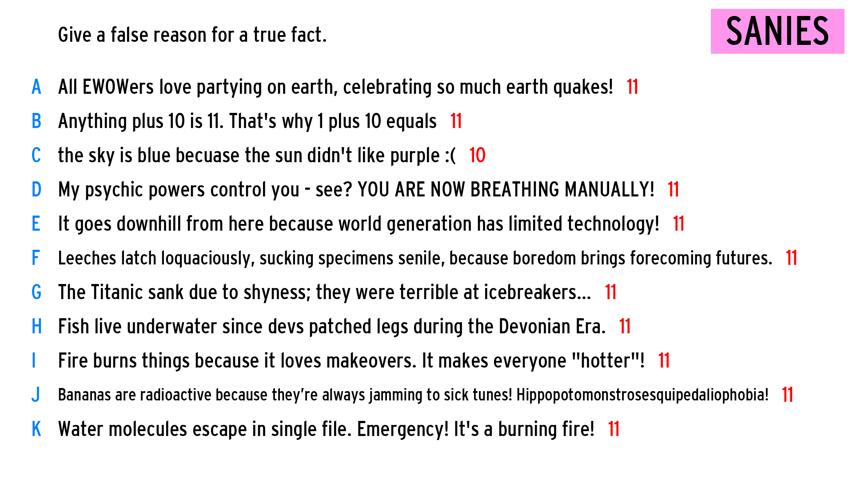 Give a false reason for a true fact.
SANIES
A All EWOWers love partying on earth, celebrating so much earth quakes! 11
B Anything plus 10 is 11. That's why 1 plus 10 equals 11
C the sky is blue becuase the sun didn't like purple :( 10
D My psychic powers control you - see? YOU ARE NOW BREATHING MANUALLY! 11
E It goes downhill from here because world generation has limited technology! 11
F Leeches latch loquaciously, sucking specimens senile, because boredom brings forecoming futures. 11
G The Titanic sank due to shyness; they were terrible at icebreakers... 11
H Fish live underwater since devs patched legs during the Devonian Era. 11
I Fire burns things because it loves makeovers. It makes everyone "hotter"! 11
J Bananas are radioactive because they're always jamming to sick tunes! Hippopotomonstrosesquipedaliophobia! 11
K Water molecules escape in single file. Emergency! It's a burning fire! 11